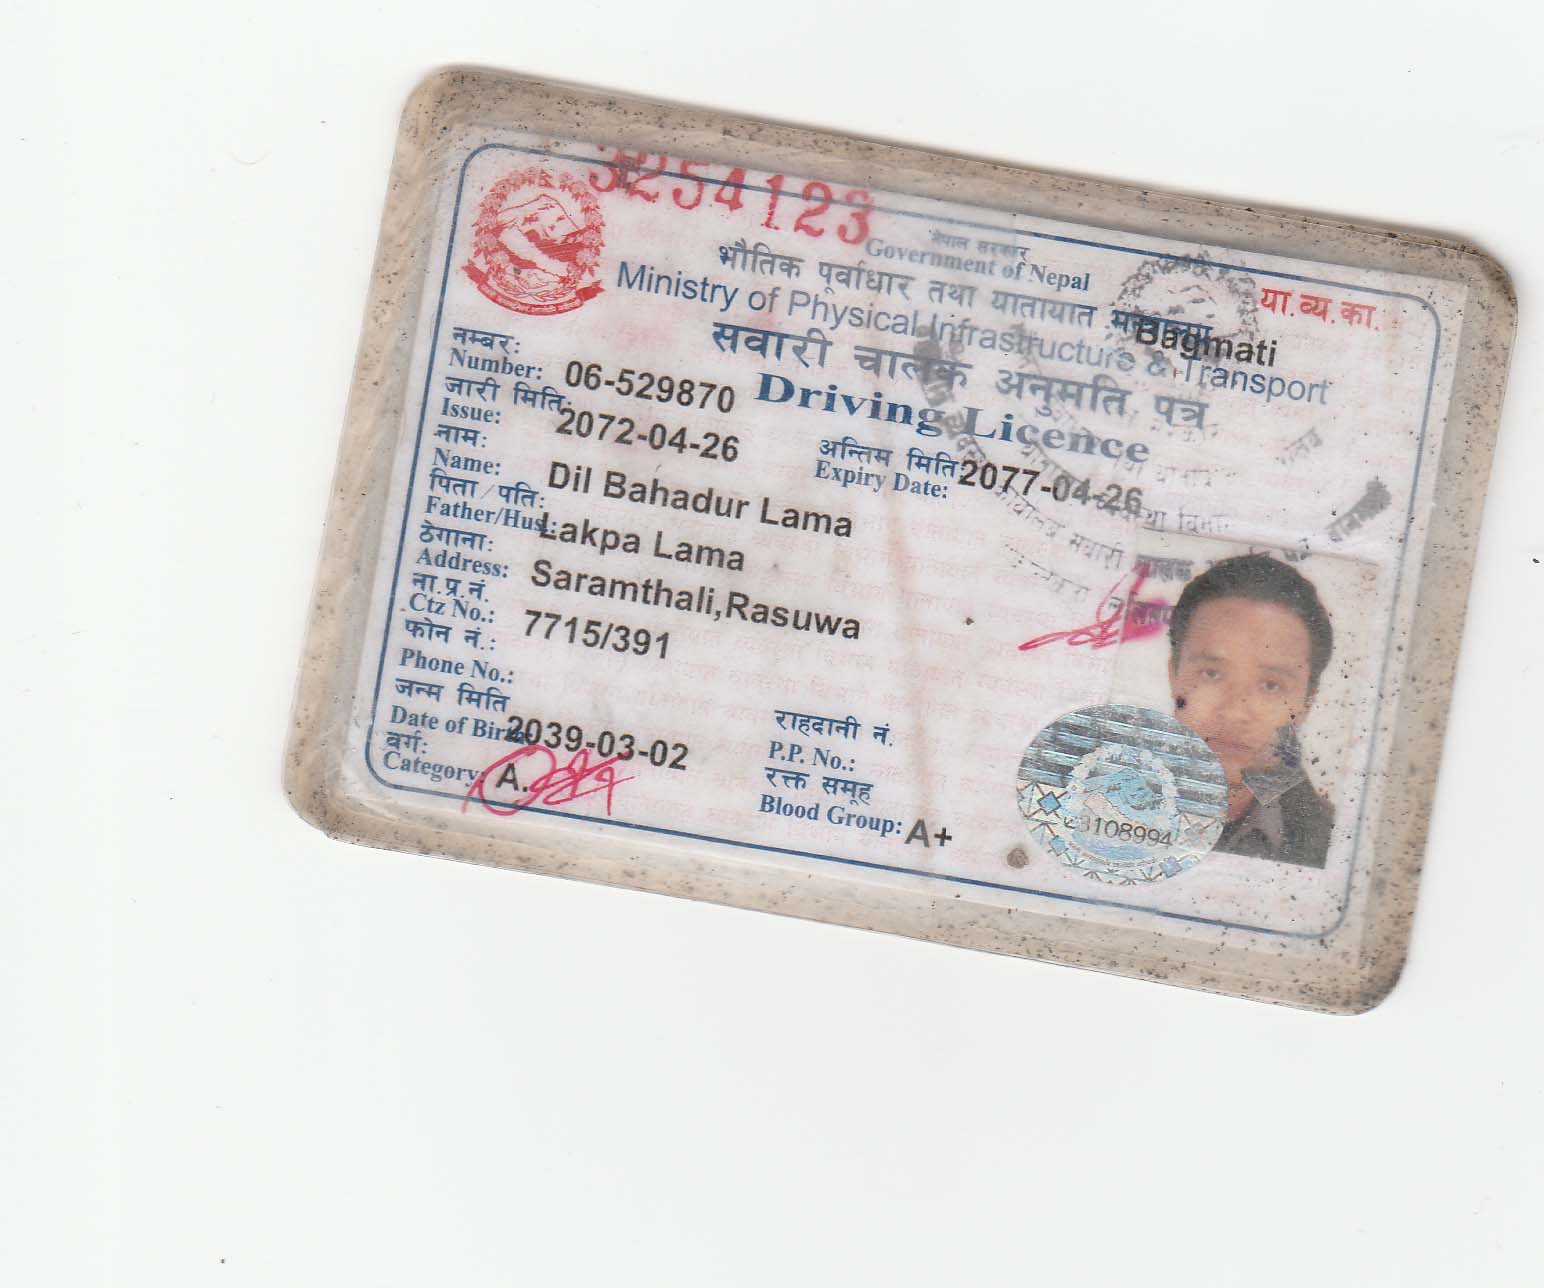 3254123
नेपाल सरकार
Government of Nepal
या.व्य.का.
भौतिक पूर्वाधार तथा यातायात
Bagmati
Ministry of Physical Infrastructure & Transport
सवारी चालक अनुमति पत्र
Driving Licence
नम्बर:
Number: 06-529870
जारी मिति:
Issue: 2072-04-26
अन्तिम मिति
Expiry Date: 2077-04-26
नाम:
Name: Dil Bahadur Lama
पिता/पति:
Father/Hus.: Lakpa Lama
ठेगाना:
Address: Saramthali,Rasuwa
ना.प्र.नं.
Ctz No.: 7715/391
फोन नं.:
Phone No.:
जन्म मिति
Date of Birth 2039-03-02
राहदानी नं.
P.P. No.:
वर्ग:
Category: A.
रक्त समूह
Blood Group: A+
3108994